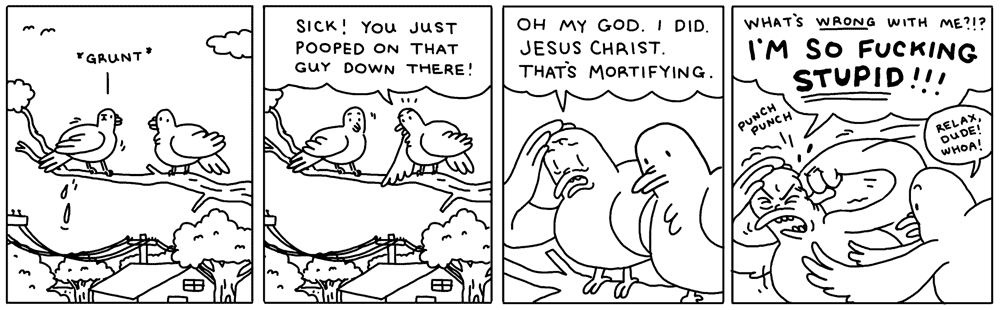 *GRUNT*
SICK! YOU JUST
POOPED ON THAT
GUY DOWN THERE!
OH MY GOD. I DID.
JESUS CHRIST.
THAT'S MORTIFYING.
WHAT'S WRONG WITH ME?!?
I'M SO FUCKING
STUPID!!!
PUNCH
PUNCH
RELAX,
DUDE!
WHOA!